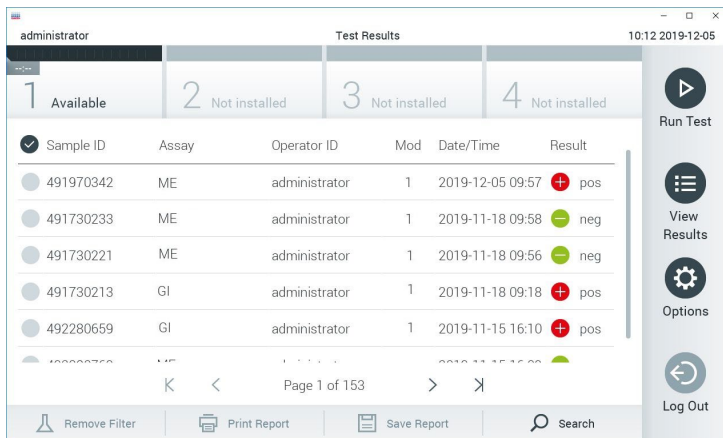 administrator Test Results 10:12 2019-12-05
--:--
1 Available 2 Not installed 3 Not installed 4 Not installed
Run Test
Sample ID Assay Operator ID Mod Date/Time Result
491970342 ME administrator 1 2019-12-05 09:57 pos
491730233 ME administrator 1 2019-11-18 09:58 neg
View Results
491730221 ME administrator 1 2019-11-18 09:56 neg
491730213 GI administrator 1 2019-11-18 09:18 pos
Options
492280659 GI administrator 1 2019-11-15 16:10 pos
Page 1 of 153
Log Out
Remove Filter Print Report Save Report Search